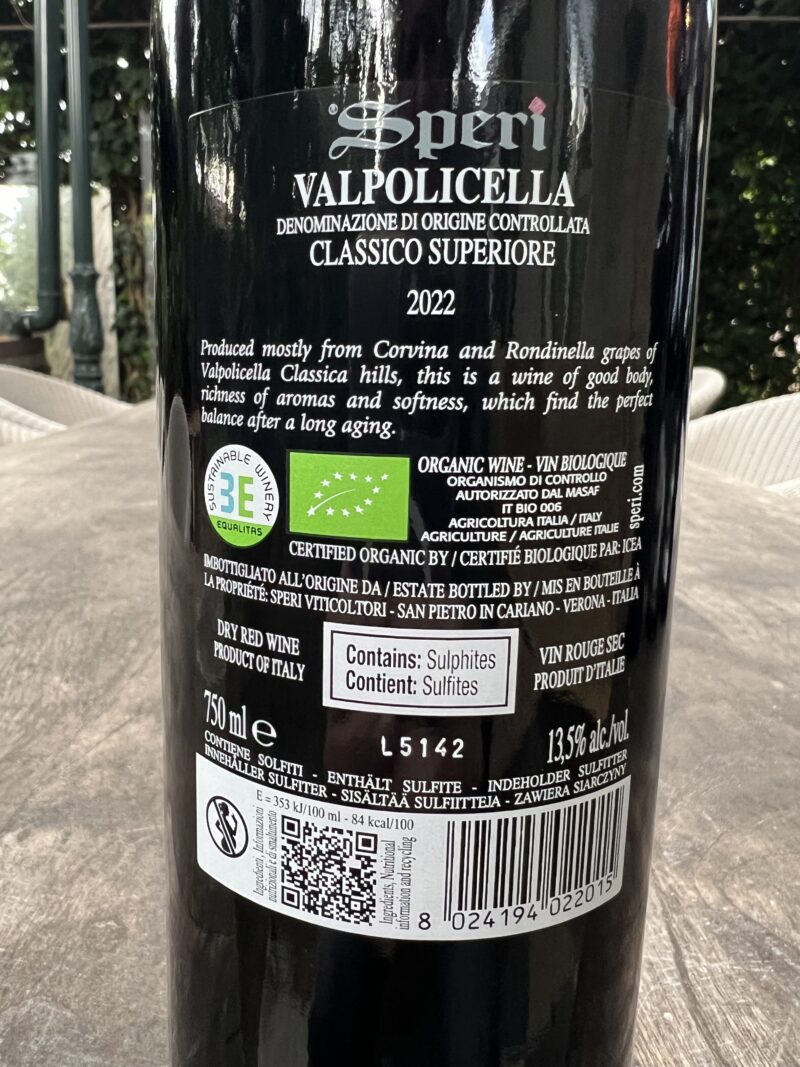 ® Speri
VALPOLICELLA
DENOMINAZIONE DI ORIGINE CONTROLLATA
CLASSICO SUPERIORE
2022
Produced mostly from Corvina and Rondinella grapes of
Valpolicella Classica hills, this is a wine of good body,
richness of aromas and softness, which find the perfect
balance after a long aging.
SUSTAINABLE WINERY
3E
EQUALITAS
ORGANIC WINE - VIN BIOLOGIQUE
ORGANISMO DI CONTROLLO
AUTORIZZATO DAL MASAF
IT BIO 006
AGRICOLTURA ITALIA / ITALY
AGRICULTURE / AGRICULTURE ITALIE
speri.com
CERTIFIED ORGANIC BY / CERTIFIÉ BIOLOGIQUE PAR: ICEA
IMBOTTIGLIATO ALL'ORIGINE DA / ESTATE BOTTLED BY / MIS EN BOUTEILLE À
LA PROPRIÉTÉ: SPERI VITICOLTORI - SAN PIETRO IN CARIANO - VERONA - ITALIA
DRY RED WINE
PRODUCT OF ITALY
Contains: Sulphites
Contient: Sulfites
VIN ROUGE SEC
PRODUIT D'ITALIE
750 ml e
L5142
13,5% alc./vol.
CONTIENE SOLFITI - ENTHÄLT SULFITE - INDEHOLDER SULFITTER
INNEHÅLLER SULFITER - SISÄLTÄÄ SULFIITTEJA - ZAWIERA SIARCZYNY
E = 353 kJ/100 ml - 84 kcal/100
Ingredienti, Informazioni
nutrizionali e di smaltimento
Ingredients, Nutritional
information and recycling
8 024194 022015